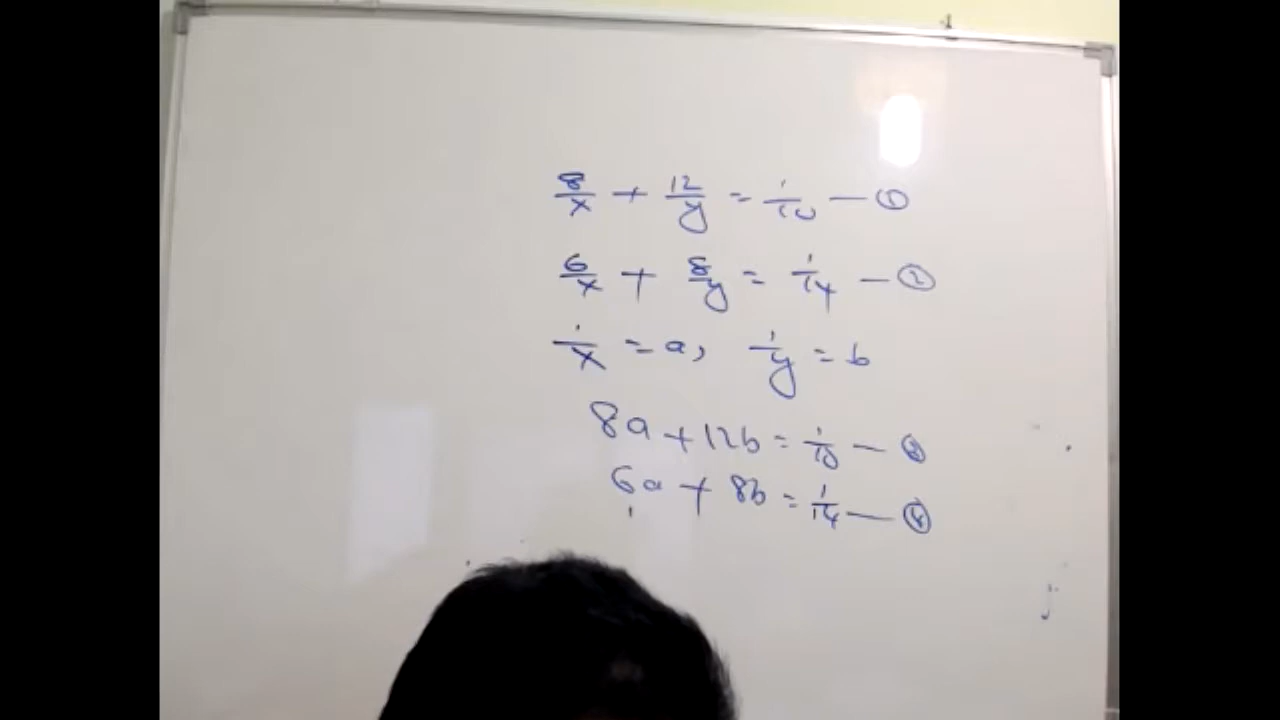 8/x + 12/y = 1/10 — ①
6/x + 8/y = 1/14 — ②
1/x = a, 1/y = b
8a + 12b = 1/10 — ③
6a + 8b = 1/14 — ④